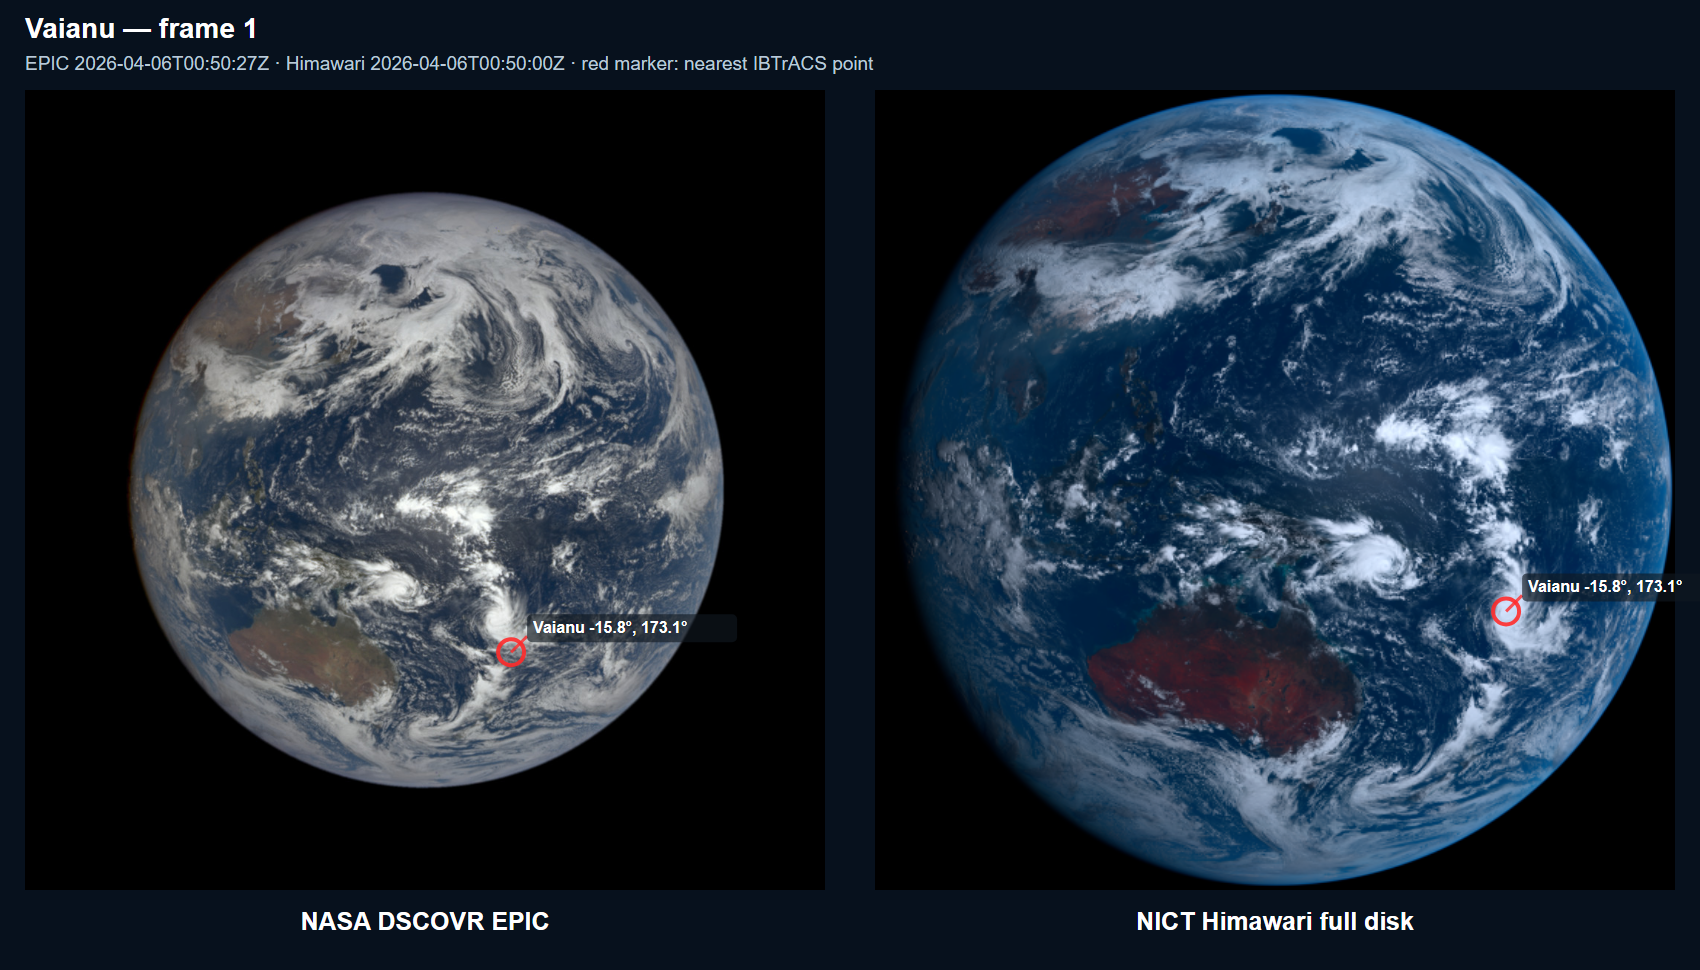 Vaianu — frame 1
EPIC 2026-04-06T00:50:27Z · Himawari 2026-04-06T00:50:00Z · red marker: nearest IBTrACS point
Vaianu -15.8°, 173.1°
Vaianu -15.8°, 173.1°
NASA DSCOVR EPIC
NICT Himawari full disk